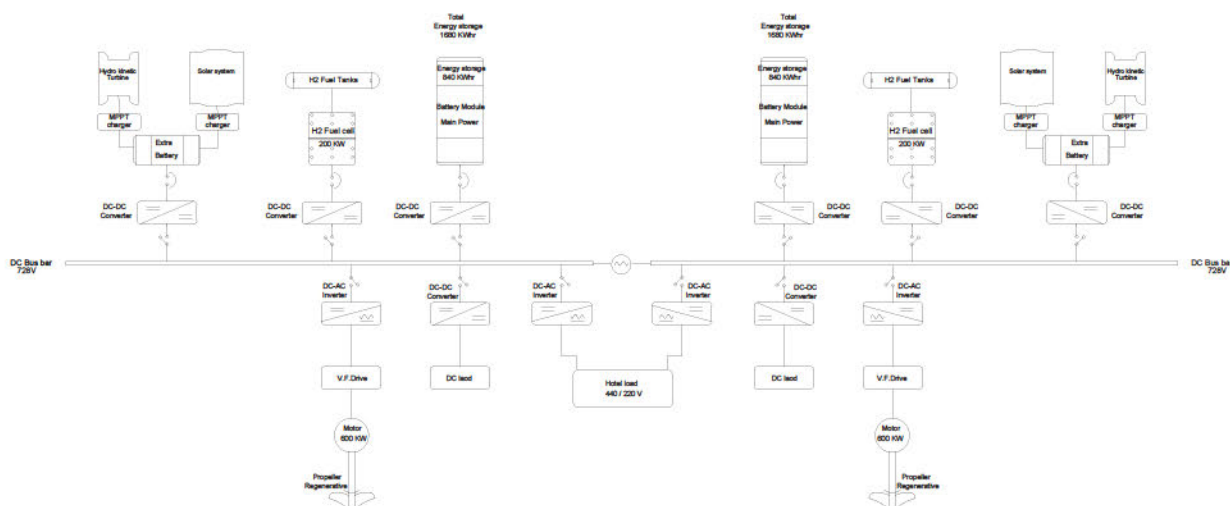 Total
Energy storage
1680 KWhr
Total
Energy storage
1680 KWhr
Hydro kinetic
Turbine
Solar system
H2 Fuel Tanks
Energy storage
840 KWhr
Battery Module
Main Power
Energy storage
840 KWhr
Battery Module
Main Power
H2 Fuel Tanks
Solar system
Hydro kinetic
Turbine
MPPT
charger
MPPT
charger
H2 Fuel cell
200 KW
H2 Fuel cell
200 KW
MPPT
charger
MPPT
charger
Extra
Battery
Extra
Battery
DC-DC
Converter
DC-DC
Converter
DC-DC
Converter
DC-DC
Converter
DC-DC
Converter
DC-DC
Converter
DC Bus bar
728V
DC Bus bar
728V
DC-AC
Inverter
DC-DC
Converter
DC-AC
Inverter
DC-AC
Inverter
DC-DC
Converter
DC-AC
Inverter
V.F.Drive
DC laod
Hotel load
440 / 220 V
DC laod
V.F.Drive
Motor
600 KW
Motor
600 KW
Propeller
Regenerative
Propeller
Regenerative